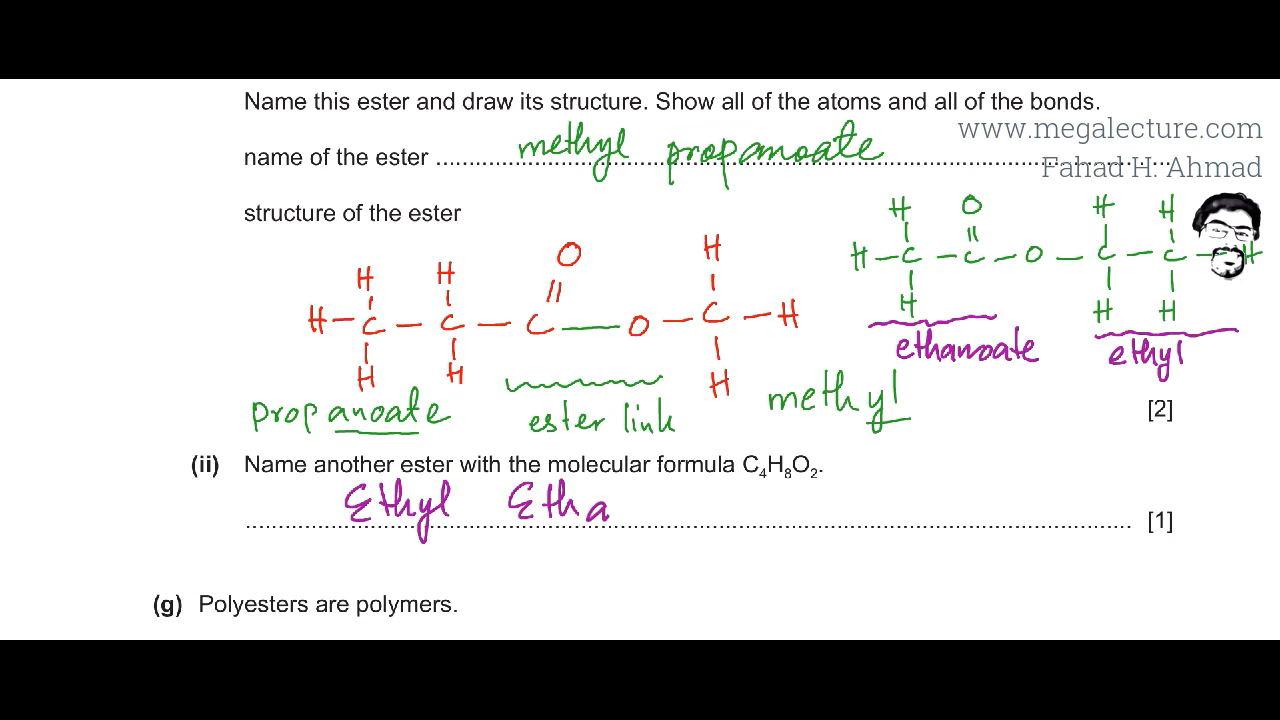 Name this ester and draw its structure. Show all of the atoms and all of the bonds.
www.megalecture.com
name of the ester ........ methyl propanoate ........
Fahad H. Ahmad
structure of the ester
H H O H
H – C – C – C – O – C – H
H H H
propanoate ester link methyl
H O H H
H – C – C – O – C – C – H
H H H
ethanoate ethyl
[2]
(ii) Name another ester with the molecular formula C₄H₈O₂.
Ethyl Etha
[1]
(g) Polyesters are polymers.